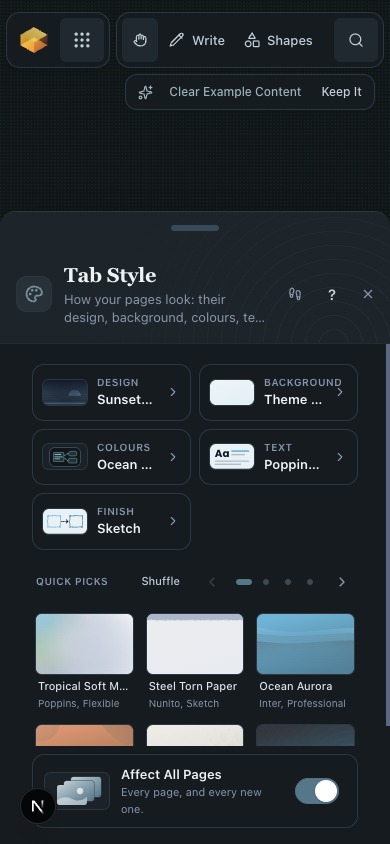 Write
Shapes
Clear Example Content
Keep It
Tab Style
How your pages look: their
design, background, colours, te...
?
DESIGN
Sunset...
BACKGROUND
Theme ...
COLOURS
Ocean ...
Aa
TEXT
Poppin...
FINISH
Sketch
QUICK PICKS
Shuffle
Tropical Soft M...
Poppins, Flexible
Steel Torn Paper
Nunito, Sketch
Ocean Aurora
Inter, Professional
Affect All Pages
Every page, and every new
one.
N